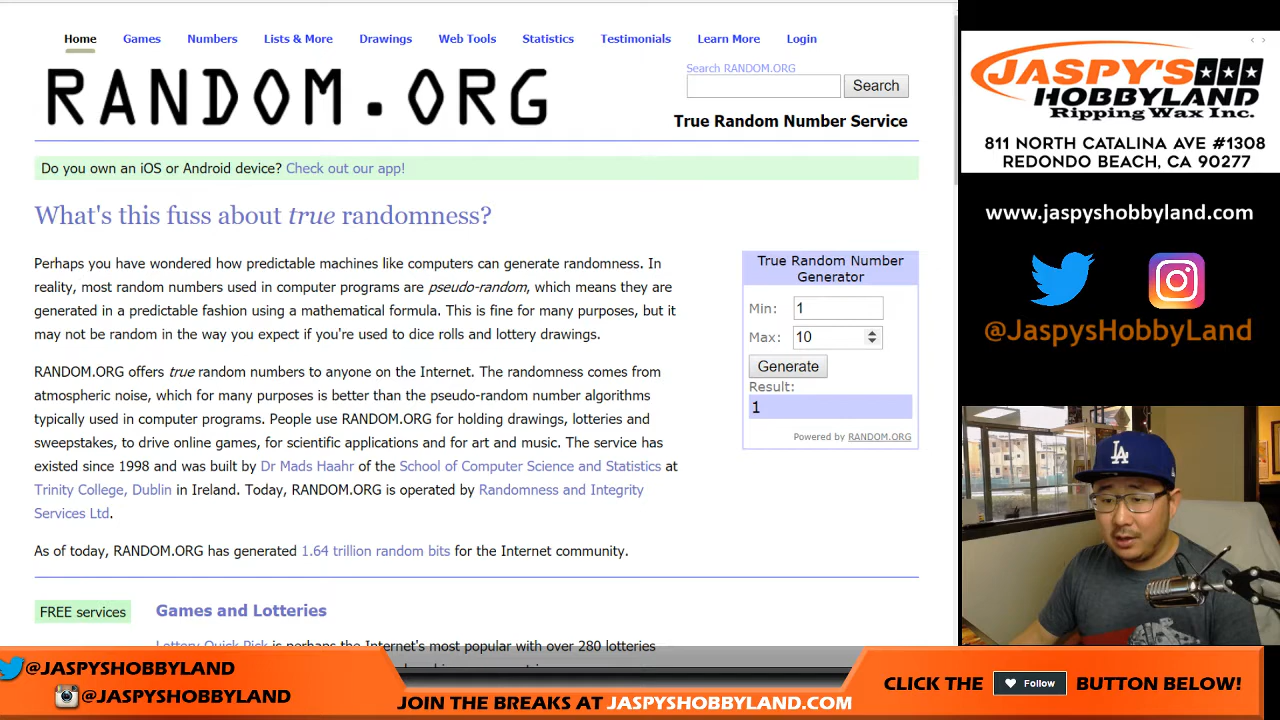 Home Games Numbers Lists & More Drawings Web Tools Statistics Testimonials Learn More Login
RANDOM.ORG
Search RANDOM.ORG
Search
True Random Number Service
Do you own an iOS or Android device? Check out our app!
What's this fuss about true randomness?
Perhaps you have wondered how predictable machines like computers can generate randomness. In
reality, most random numbers used in computer programs are pseudo-random, which means they are
generated in a predictable fashion using a mathematical formula. This is fine for many purposes, but it
may not be random in the way you expect if you're used to dice rolls and lottery drawings.
RANDOM.ORG offers true random numbers to anyone on the Internet. The randomness comes from
atmospheric noise, which for many purposes is better than the pseudo-random number algorithms
typically used in computer programs. People use RANDOM.ORG for holding drawings, lotteries and
sweepstakes, to drive online games, for scientific applications and for art and music. The service has
existed since 1998 and was built by Dr Mads Haahr of the School of Computer Science and Statistics at
Trinity College, Dublin in Ireland. Today, RANDOM.ORG is operated by Randomness and Integrity
Services Ltd.
As of today, RANDOM.ORG has generated 1.64 trillion random bits for the Internet community.
True Random Number
Generator
Min: 1
Max: 10
Generate
Result:
1
Powered by RANDOM.ORG
FREE services
Games and Lotteries
Lottery Quick Pick is perhaps the Internet's most popular with over 280 lotteries
JASPY'S
HOBBYLAND
Ripping Wax Inc.
811 NORTH CATALINA AVE #1308
REDONDO BEACH, CA 90277
www.jaspyshobbyland.com
@JaspysHobbyLand
LA
@JASPYSHOBBYLAND
@JASPYSHOBBYLAND
JOIN THE BREAKS AT JASPYSHOBBYLAND.COM
CLICK THE Follow BUTTON BELOW!